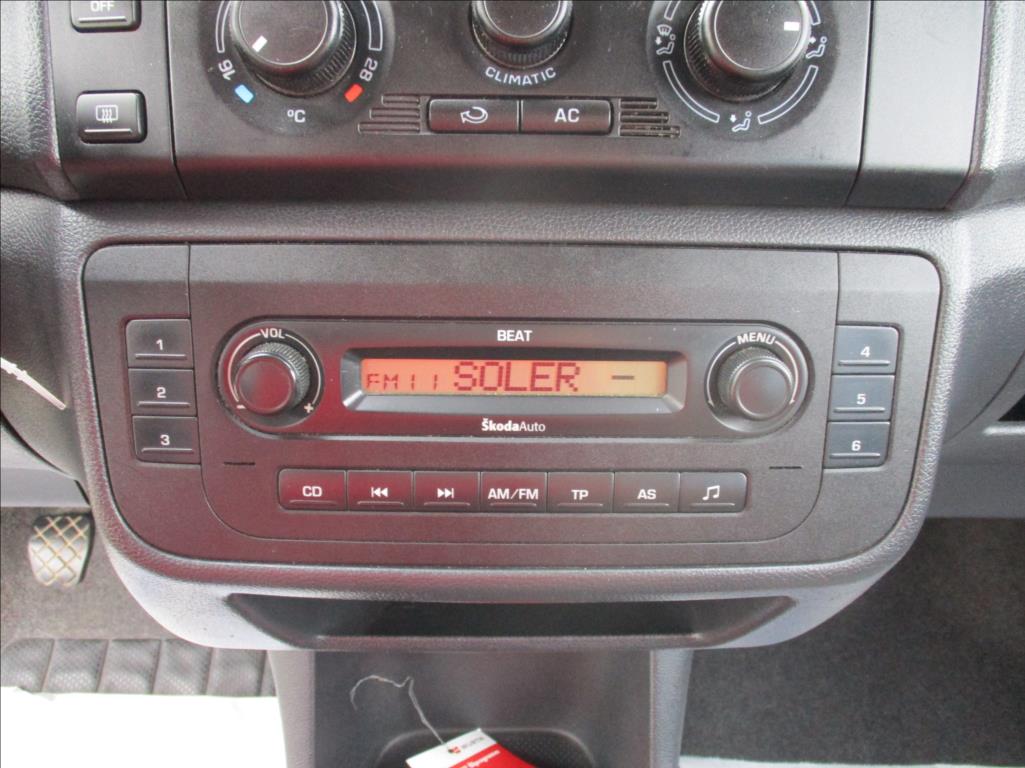 OFF
16
28
°C
CLIMATIC
AC
VOL
BEAT
MENU
1
2
3
- +
FM11 SOLER –
ŠkodaAuto
4
5
6
CD
AM/FM
TP
AS
WÜRTH